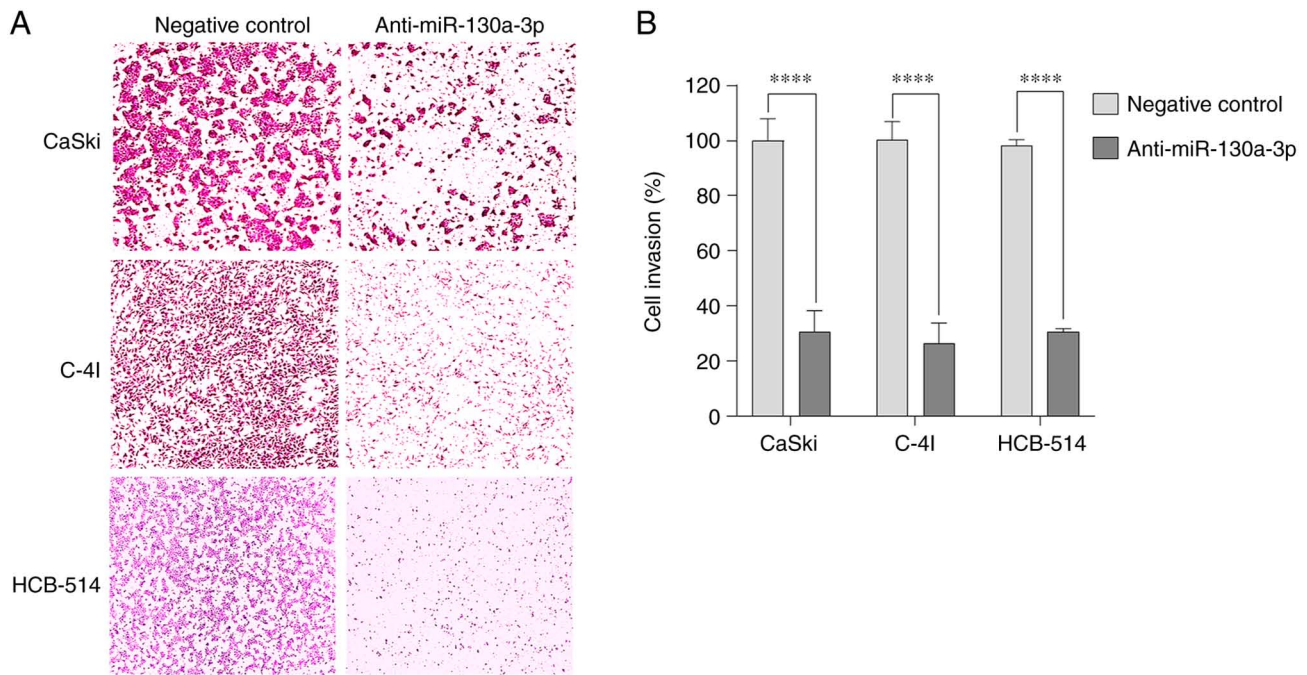 A
Negative control
Anti-miR-130a-3p
CaSki
C-4I
HCB-514
B
Cell invasion (%)
120
100
80
60
40
20
0
****
****
****
CaSki
C-4I
HCB-514
Negative control
Anti-miR-130a-3p